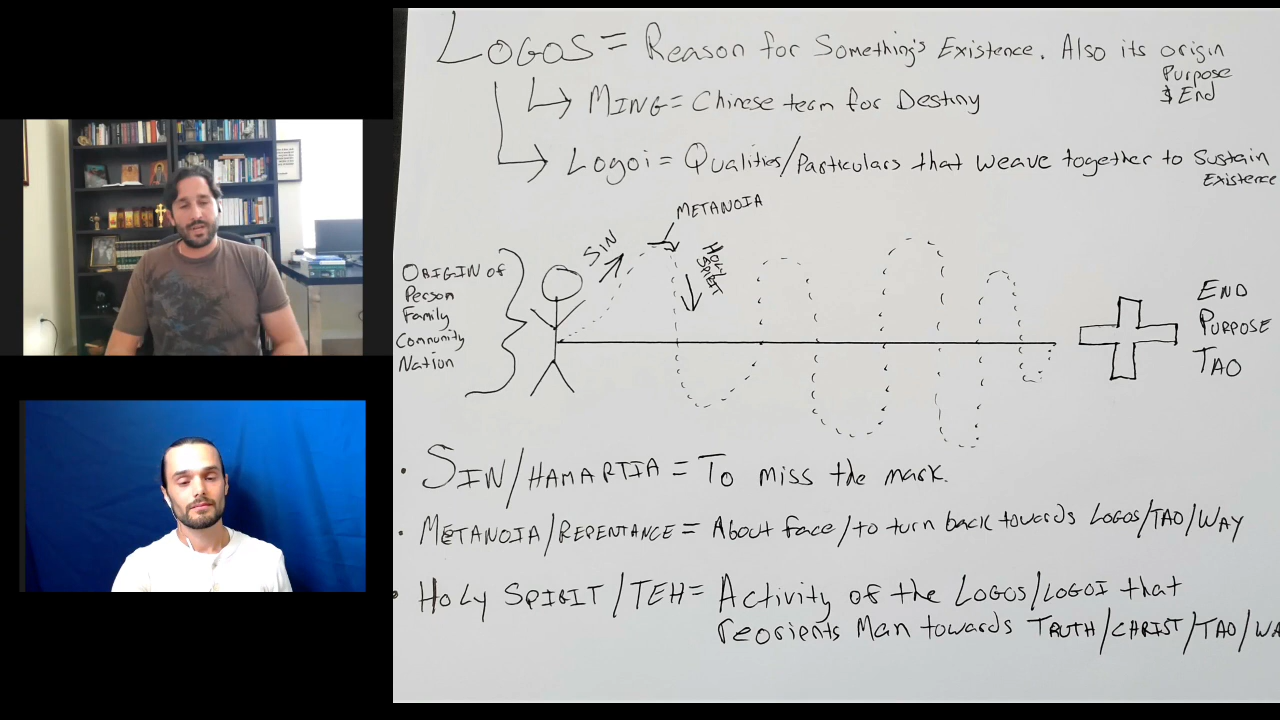 LOGOS = Reason for Something's Existence. Also its origin
Purpose
$ End
MING = Chinese term for Destiny
Logoi = Qualities/Particulars that weave together to Sustain
Existence
METANOIA
SIN
HOLY
SPIRIT
ORIGIN of
Person
Family
Community
Nation
END
PURPOSE
TAO
• SIN/HAMARTIA = To miss the mark.
• METANOIA/REPENTANCE = About face/to turn back towards LOGOS/TAO/WAY
• HOLY SPIRIT/TEH = Activity of the LOGOS/LOGOI that
reorients Man towards TRUTH/CHRIST/TAO/WA